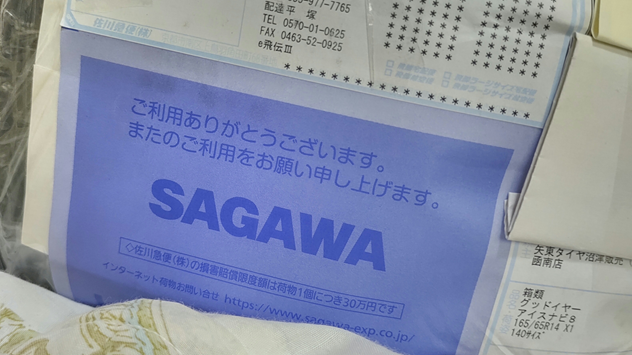 977-7765
配達平 塚
TEL 0570-01-0625
FAX 0463-52-0925
e飛伝Ⅲ
佐川急便(株)
ご利用ありがとうございます。
またのご利用をお願い申し上げます。
SAGAWA
◇佐川急便(株)の損害賠償限度額は荷物1個につき30万円です
インターネット荷物お問い合せ https://www.sagawa-exp.co.jp/
矢東タイヤ沼津販売(
函南店
箱類
グッドイヤー
アイスナビ8
165/65R14 X1
140サイズ